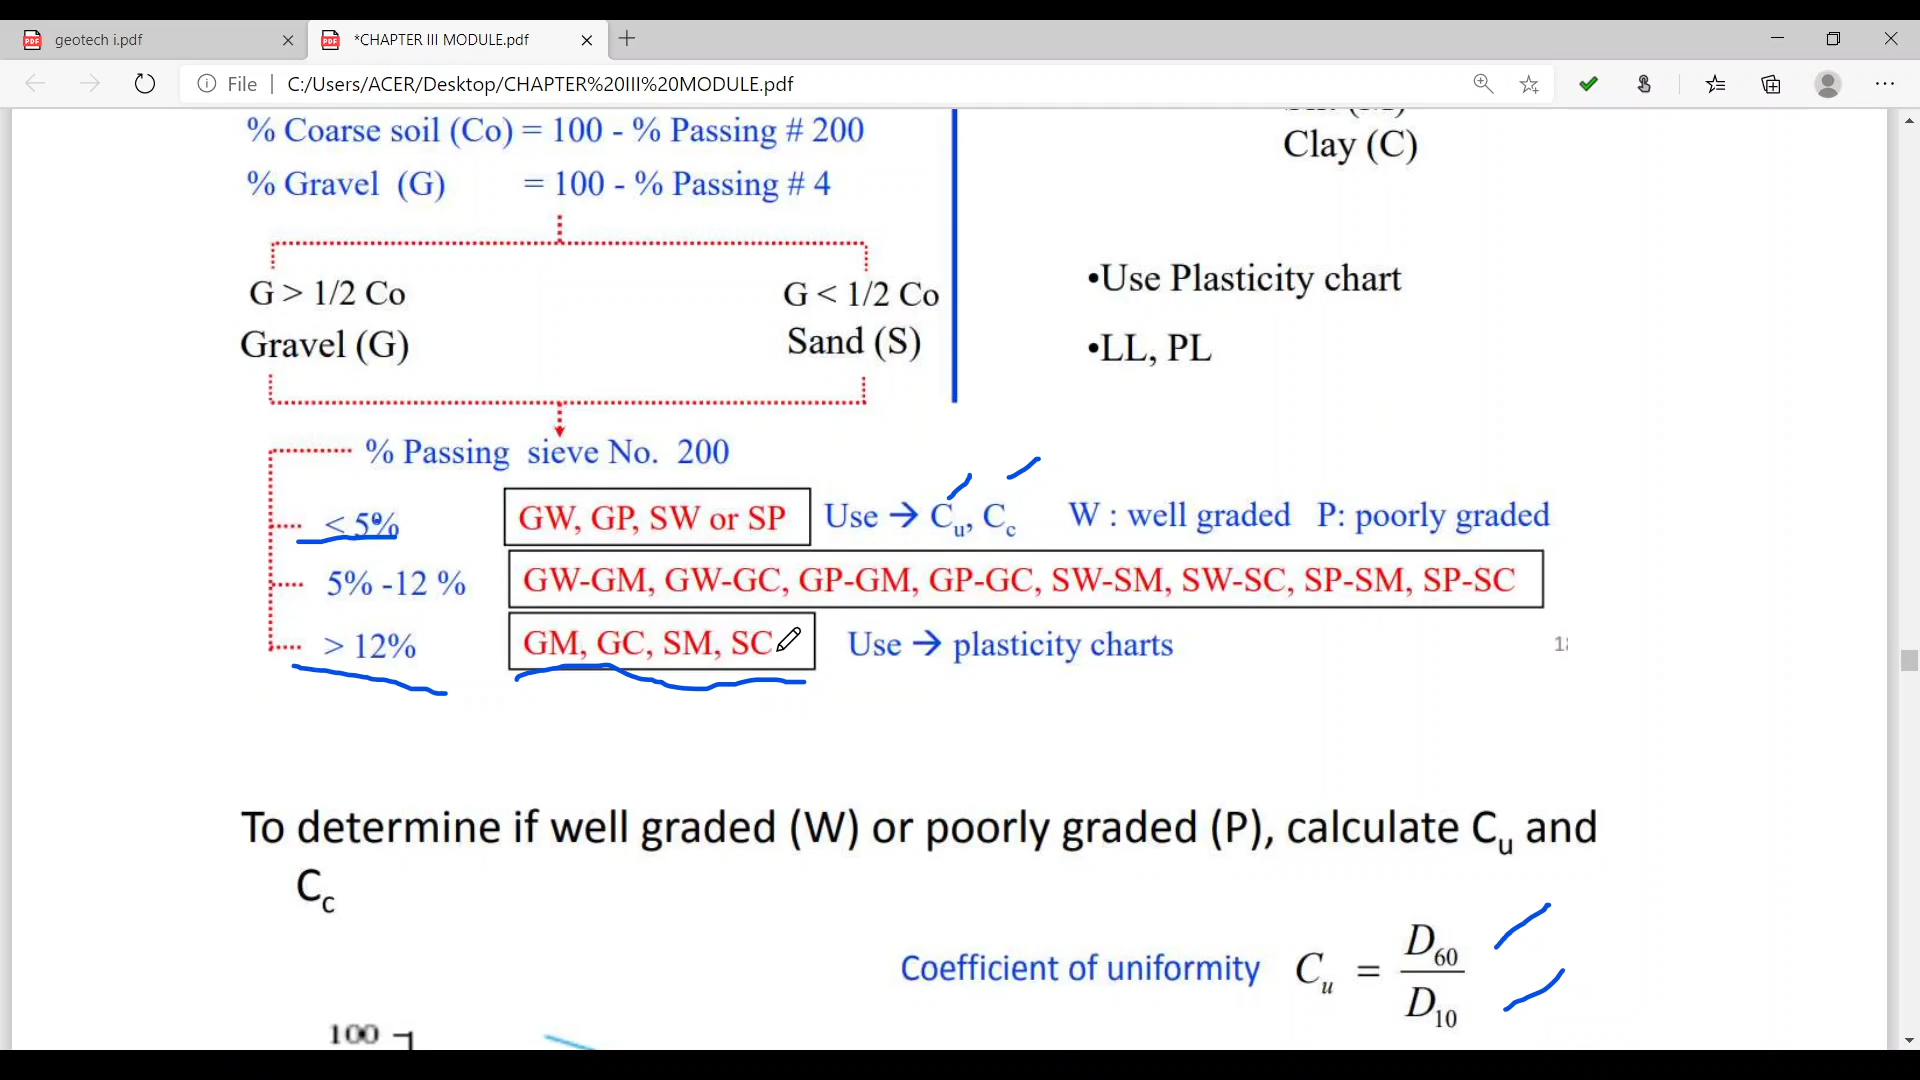 geotech i.pdf
*CHAPTER III MODULE.pdf
File | C:/Users/ACER/Desktop/CHAPTER%20III%20MODULE.pdf
% Coarse soil (Co) = 100 - % Passing # 200
% Gravel (G) = 100 - % Passing # 4
Clay (C)
G > 1/2 Co
G < 1/2 Co
Gravel (G)
Sand (S)
•Use Plasticity chart
•LL, PL
% Passing sieve No. 200
< 5% GW, GP, SW or SP Use → Cu, Cc W : well graded P: poorly graded
5% -12 % GW-GM, GW-GC, GP-GM, GP-GC, SW-SM, SW-SC, SP-SM, SP-SC
> 12% GM, GC, SM, SC Use → plasticity charts
To determine if well graded (W) or poorly graded (P), calculate Cu and
Cc
Coefficient of uniformity Cu = D60 / D10
100